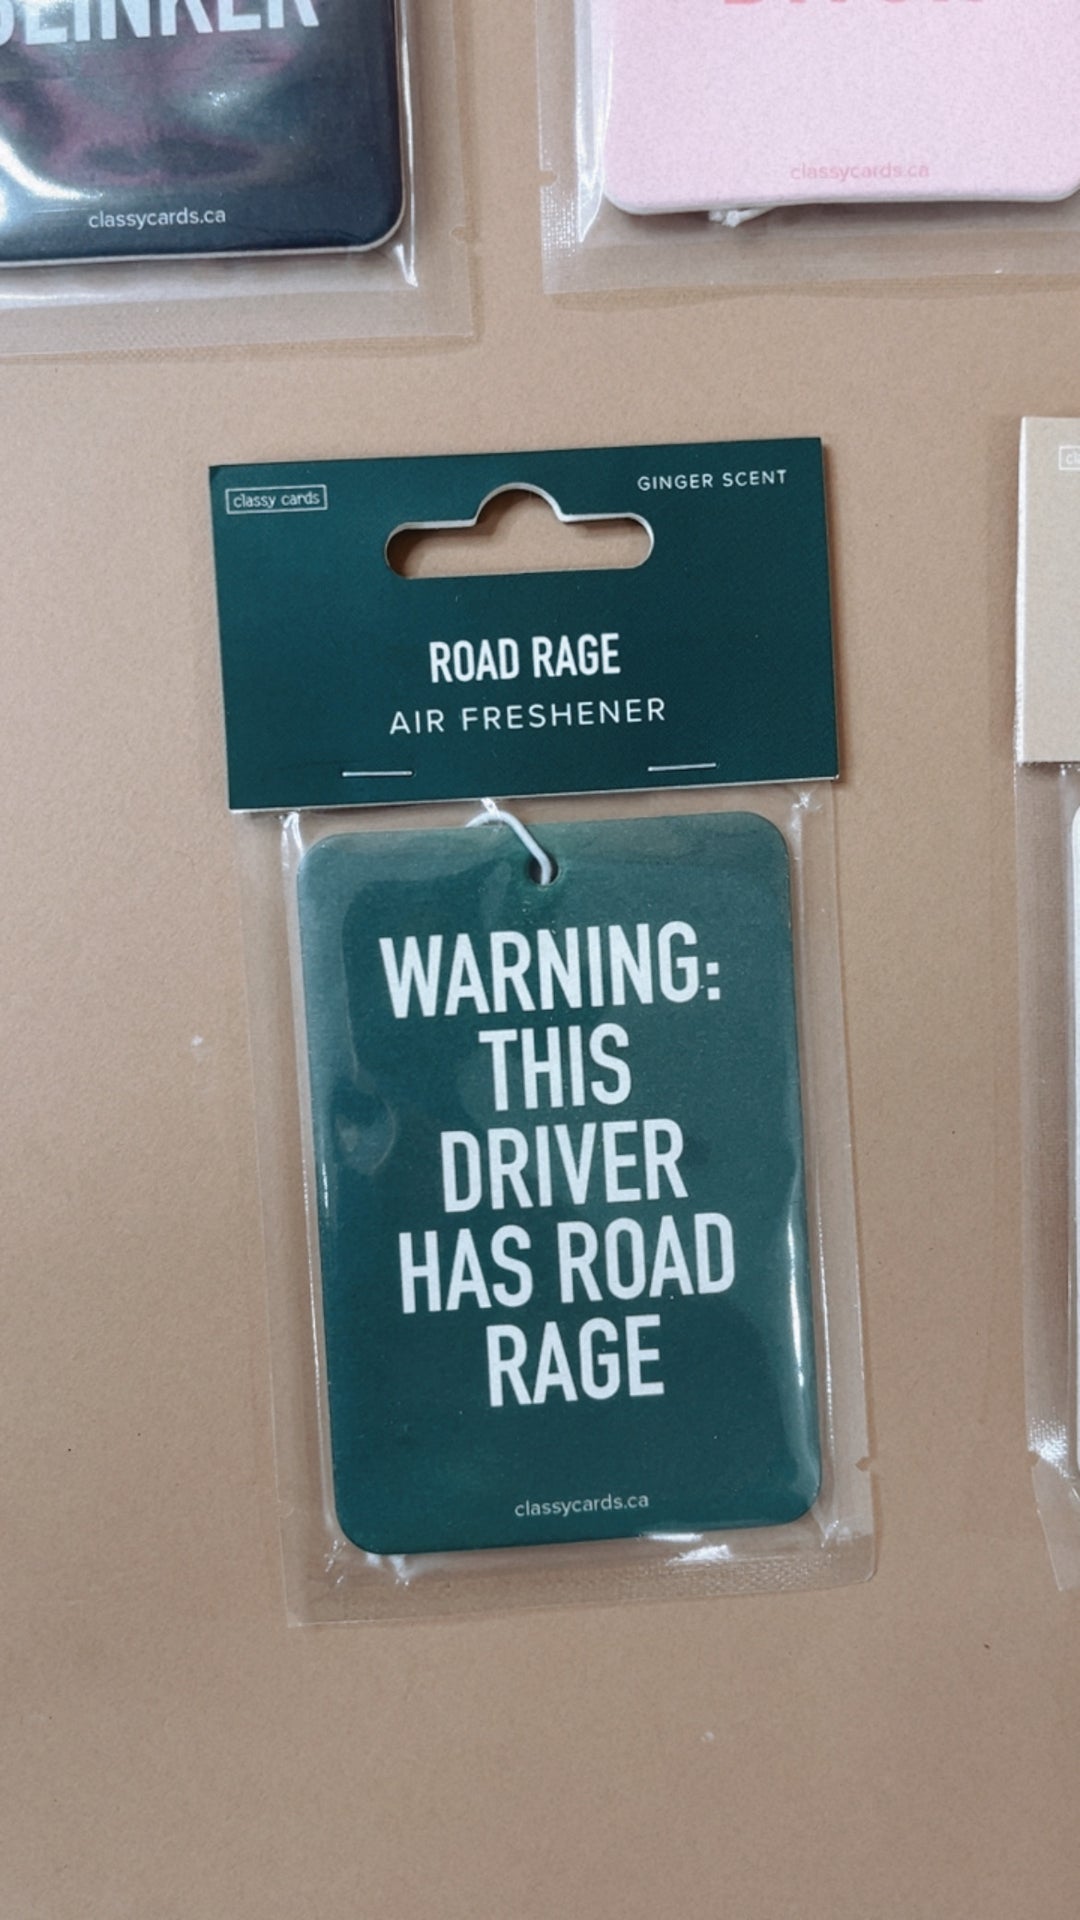 classycards.ca
classycards.ca
classy cards
GINGER SCENT
ROAD RAGE
AIR FRESHENER
WARNING:
THIS
DRIVER
HAS ROAD
RAGE
classycards.ca